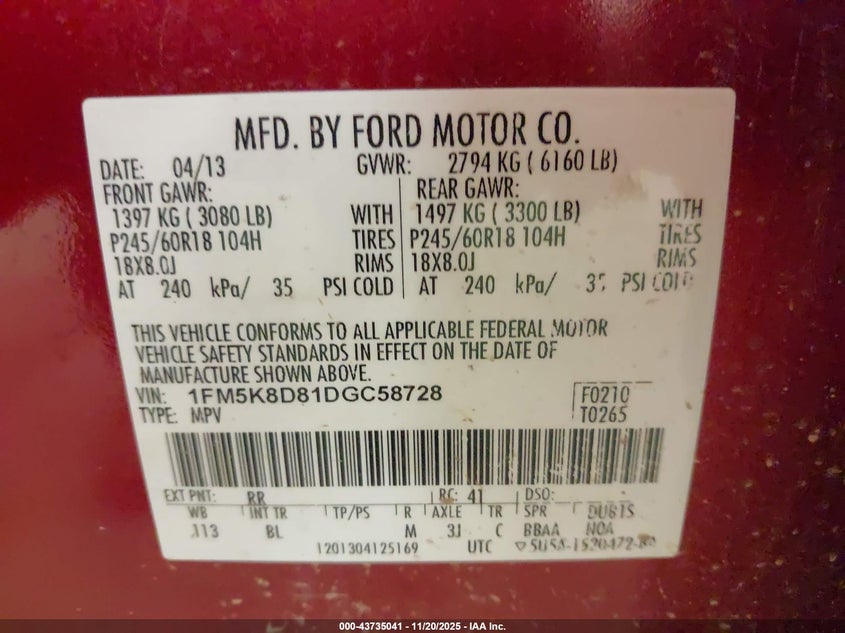 MFD. BY FORD MOTOR CO.
DATE: 04/13 GVWR: 2794 KG ( 6160 LB)
FRONT GAWR: REAR GAWR:
1397 KG ( 3080 LB) WITH 1497 KG ( 3300 LB) WITH
P245/60R18 104H TIRES P245/60R18 104H TIRES
18X8.0J RIMS 18X8.0J RIMS
AT 240 kPa/ 35 PSI COLD AT 240 kPa/ PSI COLD
THIS VEHICLE CONFORMS TO ALL APPLICABLE FEDERAL MOTOR
VEHICLE SAFETY STANDARDS IN EFFECT ON THE DATE OF
MANUFACTURE SHOWN ABOVE.
VIN: 1FM5K8D81DGC58728 F0210
TYPE: MPV T0265
EXT PNT: RR RC: 41 DSO:
WB INT TR TP/PS R AXLE TR SPR
113 BL M 3J C BBAA
1201304125169 UTC
000-43735041 - 11/20/2025 - IAA Inc.